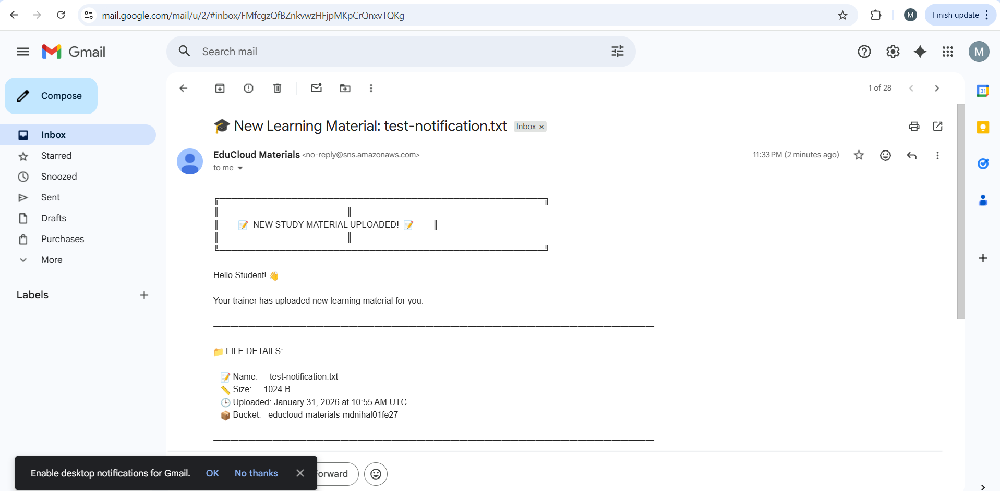 mail.google.com/mail/u/2/#inbox/FMfcgzQfBZnkvwzHFjpMKpCrQnxvTQKg
M
Finish update
Gmail
Search mail
M
Compose
1 of 28
Inbox
Starred
Snoozed
Sent
Drafts
Purchases
More
Labels
🎓 New Learning Material: test-notification.txt Inbox ×
EduCloud Materials <no-reply@sns.amazonaws.com>
11:33 PM (2 minutes ago)
to me
📝 NEW STUDY MATERIAL UPLOADED! 📝
Hello Student! 👋
Your trainer has uploaded new learning material for you.
📁 FILE DETAILS:
📝 Name: test-notification.txt
📏 Size: 1024 B
🕒 Uploaded: January 31, 2026 at 10:55 AM UTC
📦 Bucket: educloud-materials-mdnihal01fe27
Enable desktop notifications for Gmail. OK No thanks
orward
31